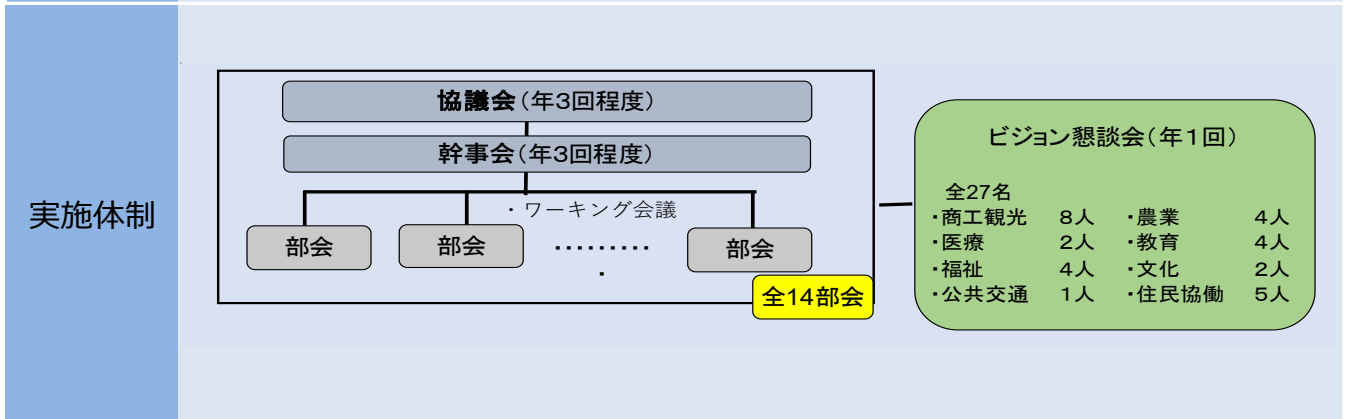 実施体制
協議会(年3回程度)
幹事会(年3回程度)
・ワーキング会議
部会
部会
・・・・・・・・・
・
部会
全14部会
ビジョン懇談会(年1回)
全27名
・商工観光 8人 ・農業 4人
・医療 2人 ・教育 4人
・福祉 4人 ・文化 2人
・公共交通 1人 ・住民協働 5人